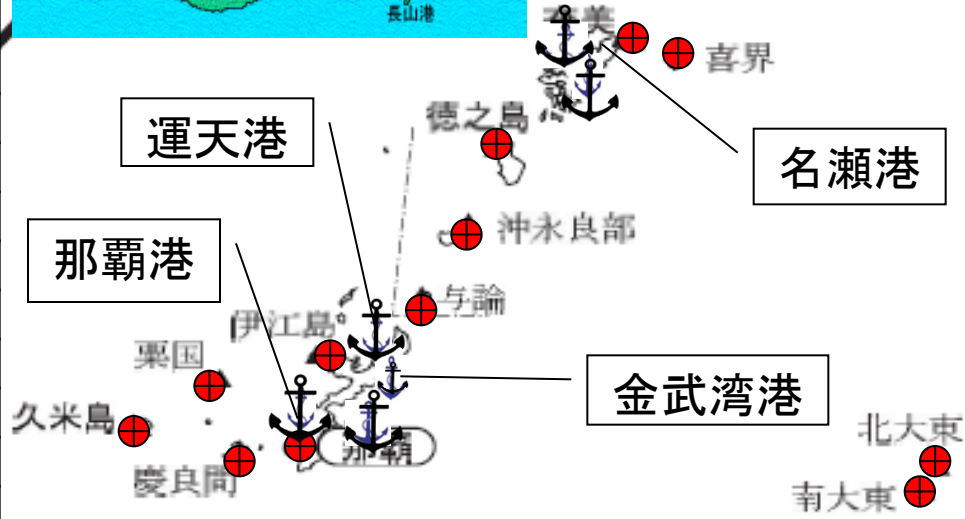 長山港
奄美
喜界
徳之島
運天港
名瀬港
沖永良部
那覇港
与論
伊江島
粟国
金武湾港
久米島
北大東
那覇
慶良間
南大東